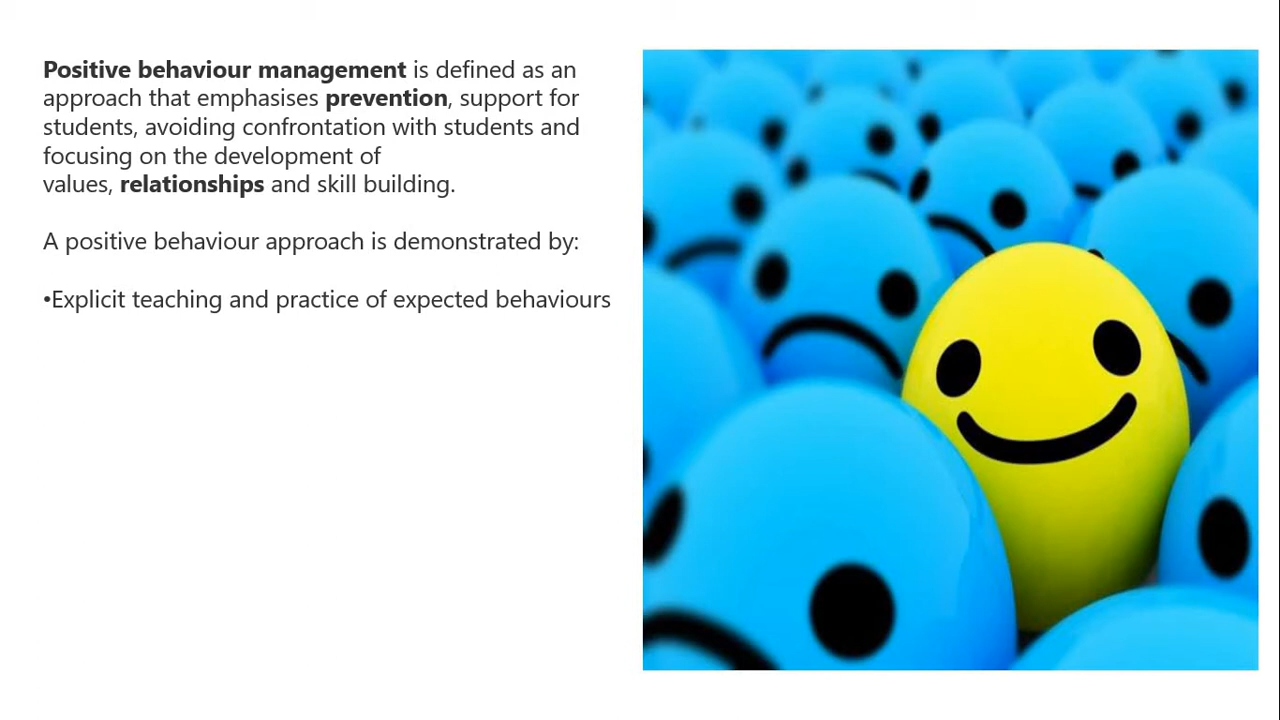 Positive behaviour management is defined as an
approach that emphasises prevention, support for
students, avoiding confrontation with students and
focusing on the development of
values, relationships and skill building.
A positive behaviour approach is demonstrated by:
•Explicit teaching and practice of expected behaviours